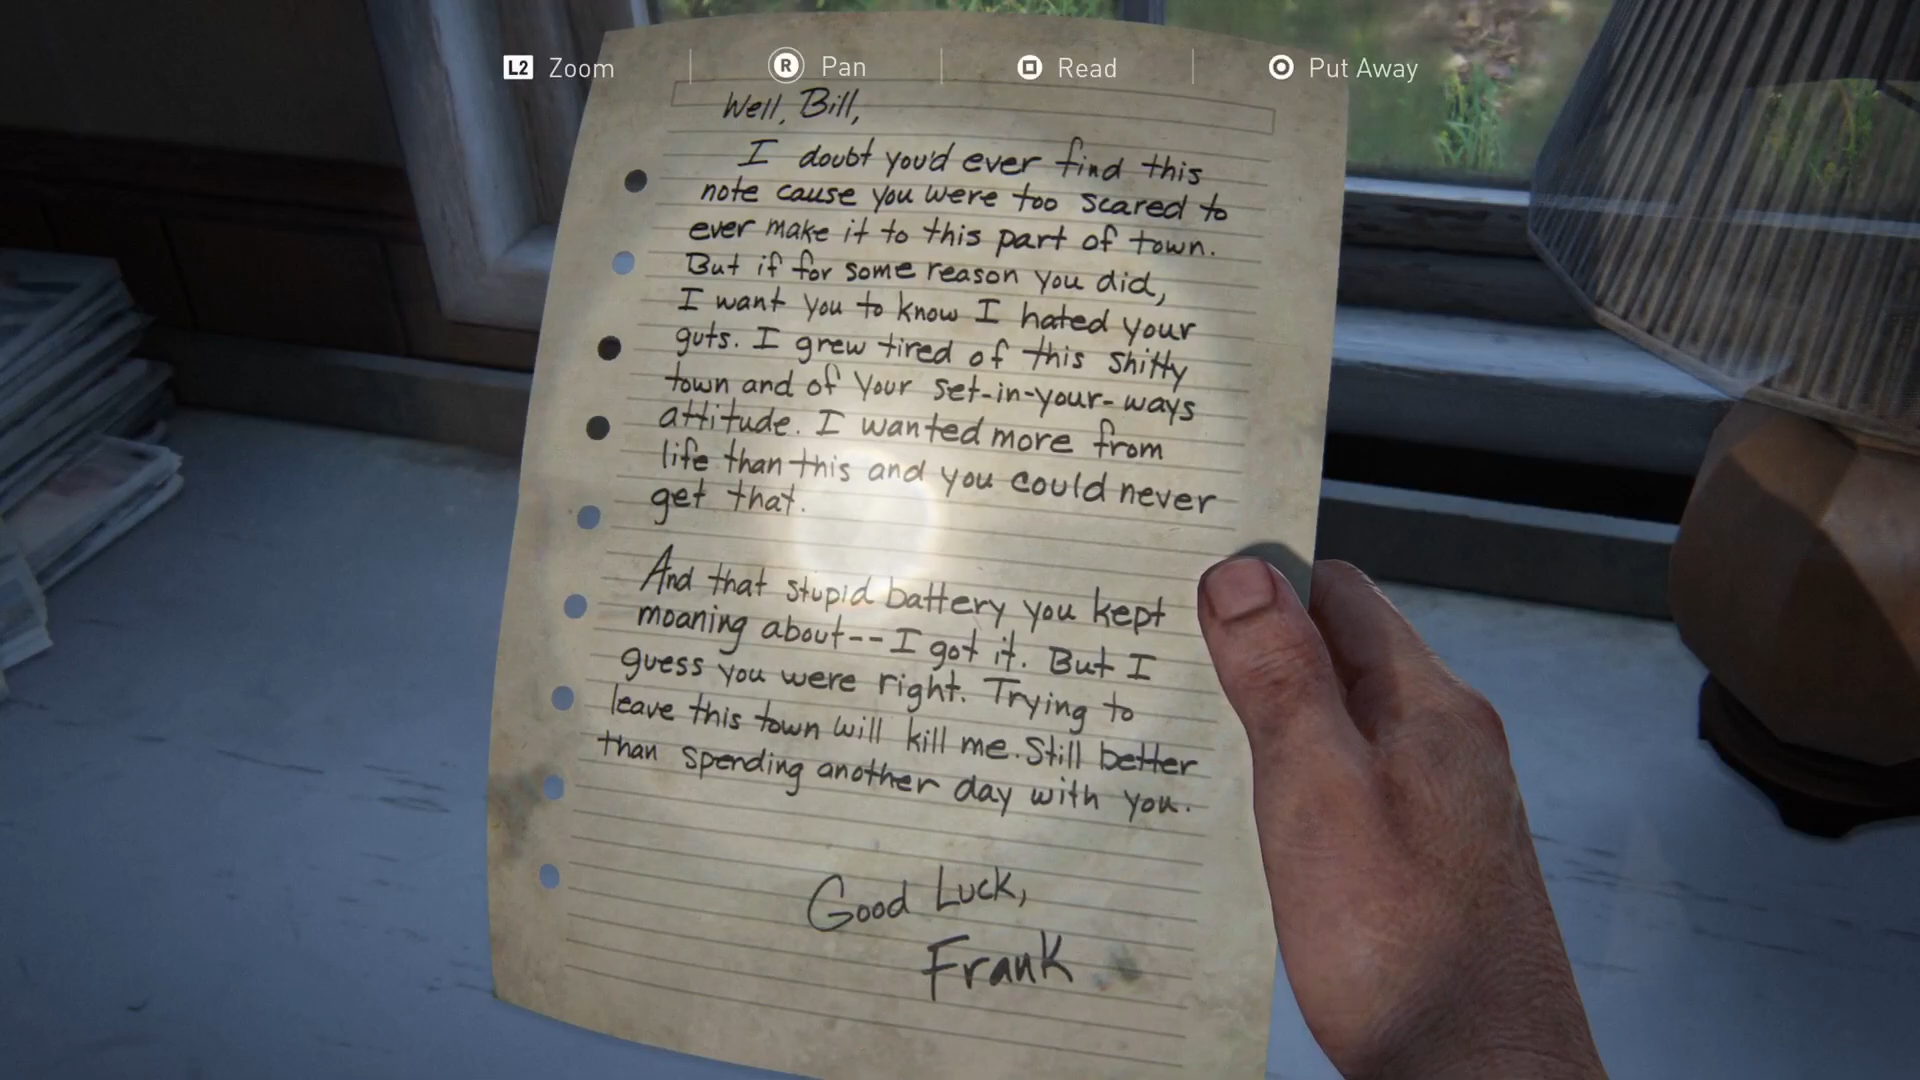 L2 Zoom R Pan Read Put Away
Well, Bill,
I doubt you'd ever find this
note cause you were too scared to
ever make it to this part of town.
But if for some reason you did,
I want you to know I hated your
guts. I grew tired of this shitty
town and of your set-in-your-ways
attitude. I wanted more from
life than this and you could never
get that.
And that stupid battery you kept
moaning about-- I got it. But I
guess you were right. Trying to
leave this town will kill me. Still better
than spending another day with you.
Good Luck,
Frank